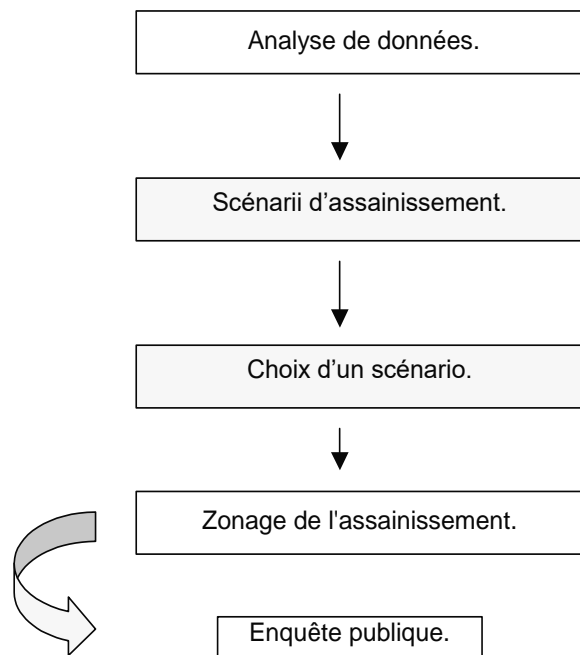 Analyse de données.
Scénarii d’assainissement.
Choix d’un scénario.
Zonage de l'assainissement.
Enquête publique.